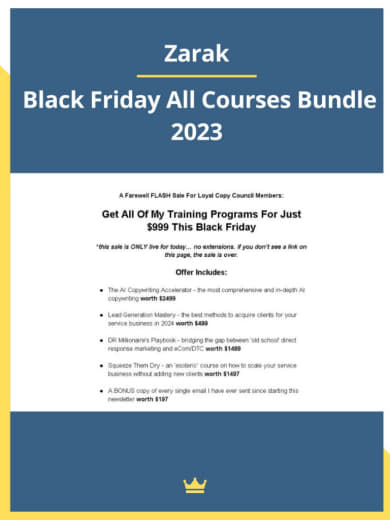 Zarak
Black Friday All Courses Bundle
2023
A Farewell FLASH Sale For Loyal Copy Council Members:
Get All Of My Training Programs For Just
$999 This Black Friday
*this sale is ONLY live for today... no extensions. if you don't see a link on
this page, the sale is over.
Offer Includes:
● The AI Copywriting Accelerator - the most comprehensive and in-depth AI
copywriting worth $2499
● Lead Generation Mastery - the best methods to acquire clients for your
service business in 2024 worth $499
● DR Millionaire's Playbook - bridging the gap between 'old school' direct
response marketing and eCom/DTC worth $1499
● Squeeze Them Dry - an 'esoteric' course on how to scale your service
business without adding new clients worth $1497
● A BONUS copy of every single email I have ever sent since starting this
newsletter worth $197